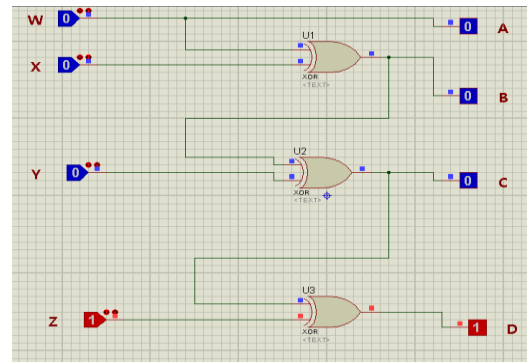 W 0 0 A
U1
X 0
XOR
<TEXT>
0 B
U2
Y 0 0 C
XOR
<TEXT>
U3
Z 1 1 D
XOR
<TEXT>